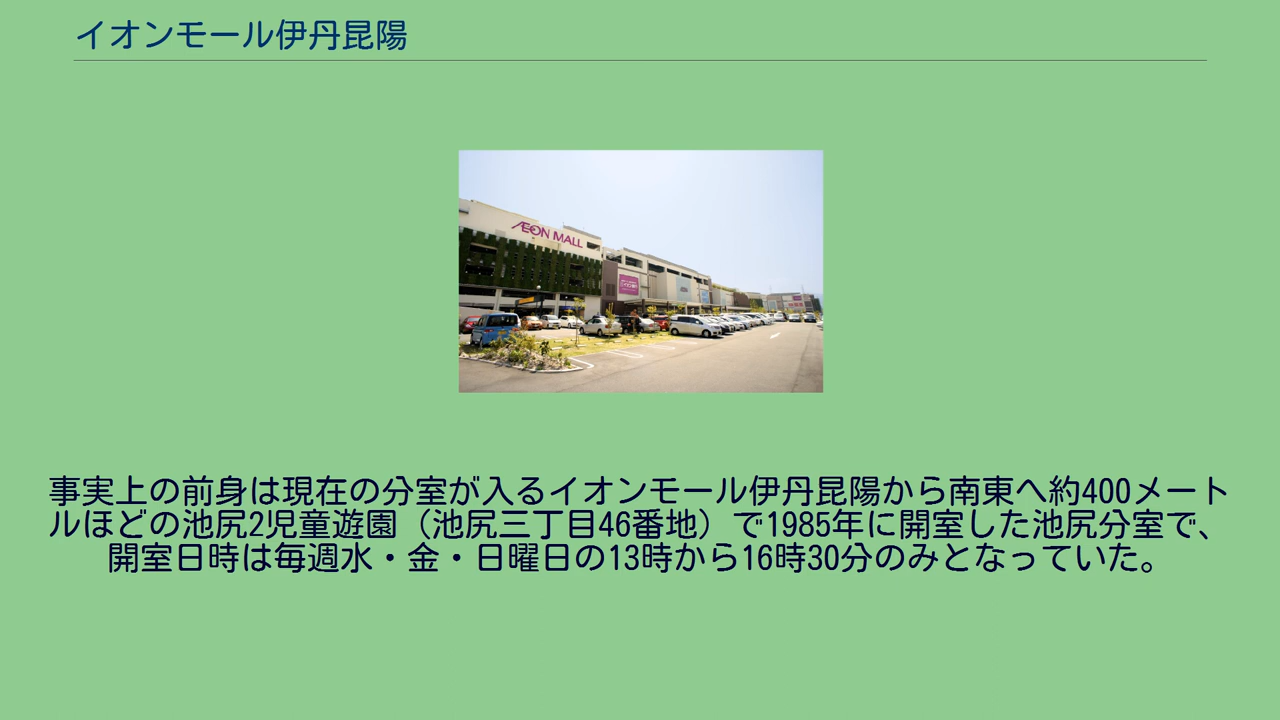 イオンモール伊丹昆陽
ÆON MALL
事実上の前身は現在の分室が入るイオンモール伊丹昆陽から南東へ約400メート
ルほどの池尻2児童遊園（池尻三丁目46番地）で1985年に開室した池尻分室で、
開室日時は毎週水・金・日曜日の13時から16時30分のみとなっていた。